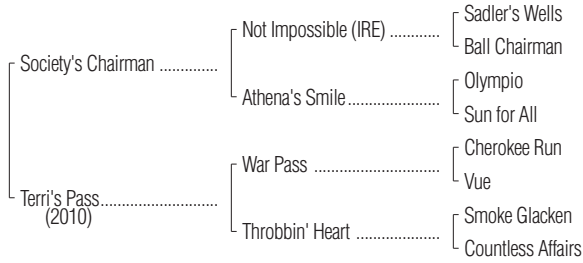 Sadler's Wells
Not Impossible (IRE) ............
Ball Chairman
Society's Chairman ..............
Olympio
Athena's Smile......................
Sun for All
Cherokee Run
War Pass ..............................
Vue
Terri's Pass............................
(2010)
Smoke Glacken
Throbbin' Heart ....................
Countless Affairs